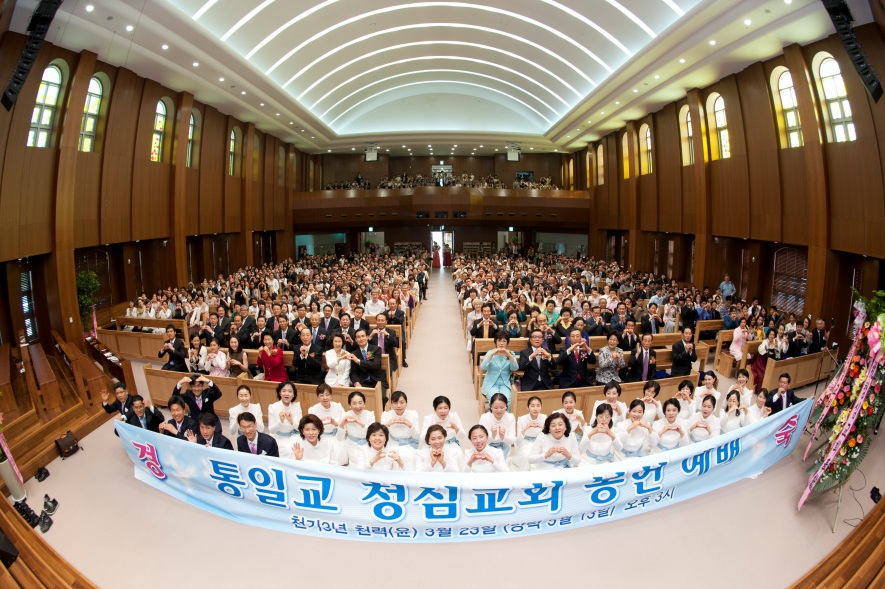 경 통일교 청심교회 봉헌 예배 축
천기3년 천력(윤) 3월 23일 (양력 5월 13일) 오후 3시